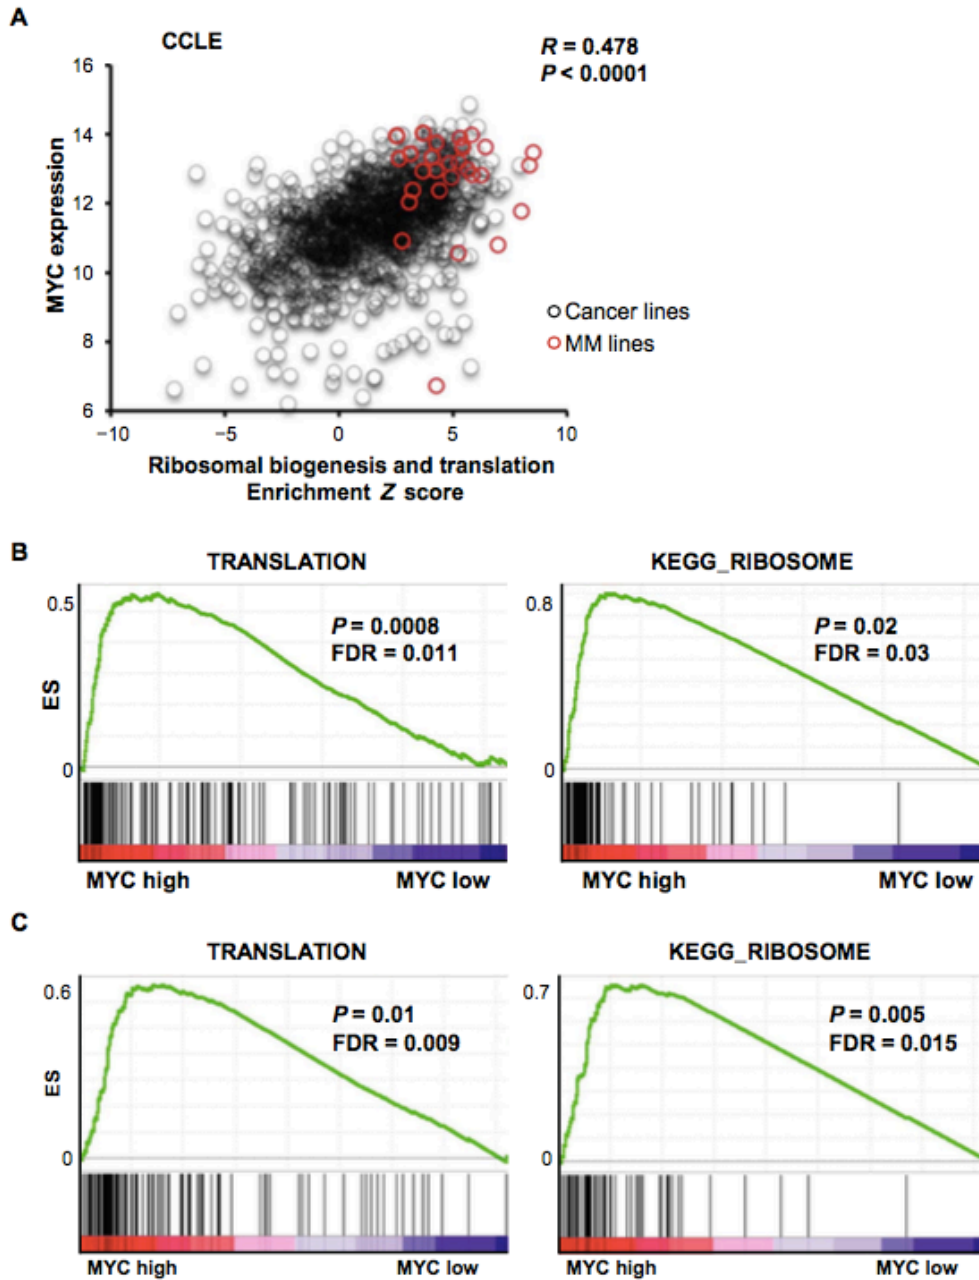 A
CCLE
R = 0.478
P < 0.0001
16
14
12
10
8
6
MYC expression
Cancer lines
MM lines
−10
−5
0
5
10
Ribosomal biogenesis and translation
Enrichment Z score
B
TRANSLATION
KEGG_RIBOSOME
0.5
ES
0
P = 0.0008
FDR = 0.011
0.8
0
P = 0.02
FDR = 0.03
MYC high
MYC low
MYC high
MYC low
C
TRANSLATION
KEGG_RIBOSOME
0.6
ES
0
P = 0.01
FDR = 0.009
0.7
0
P = 0.005
FDR = 0.015
MYC high
MYC low
MYC high
MYC low